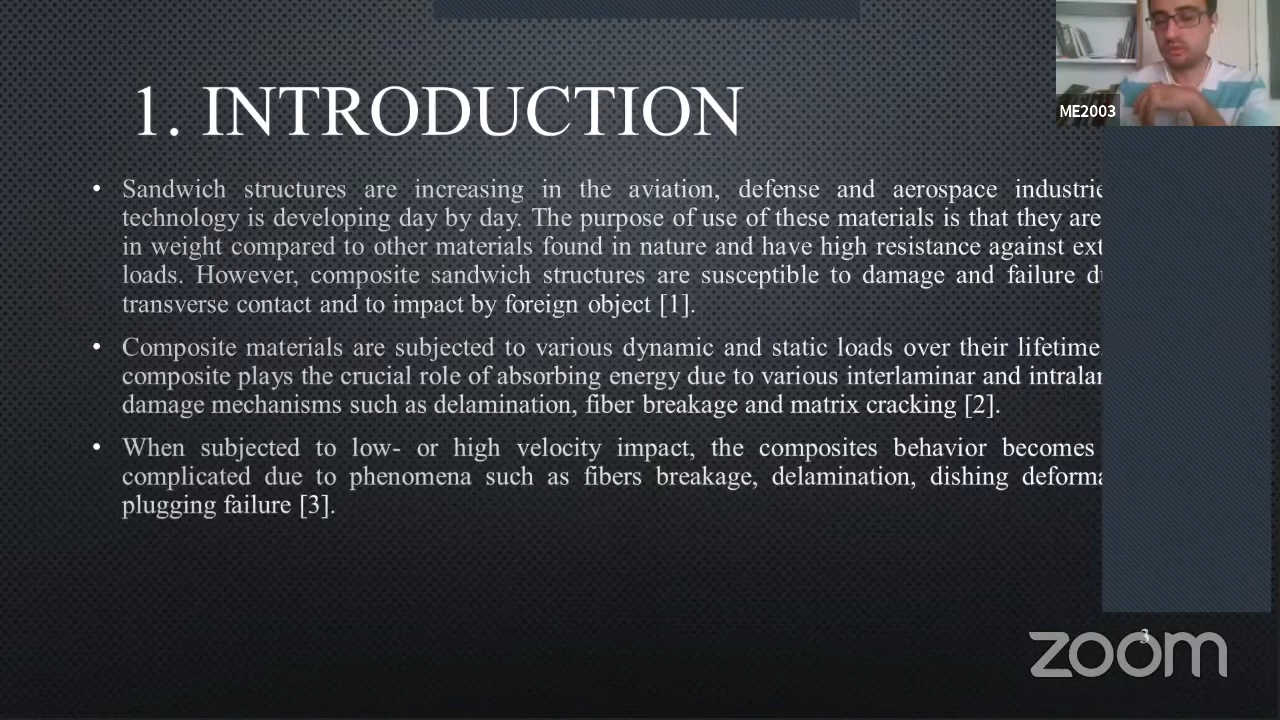 1. INTRODUCTION
ME2003
• Sandwich structures are increasing in the aviation, defense and aerospace
technology is developing day by day. The purpose of use of these materials is that they are
in weight compared to other materials found in nature and have high resistance against
loads. However, composite sandwich structures are susceptible to damage and failure
transverse contact and to impact by foreign object [1].
• Composite materials are subjected to various dynamic and static loads over their lifetime
composite plays the crucial role of absorbing energy due to various interlaminar and
damage mechanisms such as delamination, fiber breakage and matrix cracking [2].
• When subjected to low- or high velocity impact, the composites behavior becomes
complicated due to phenomena such as fibers breakage, delamination, dishing
plugging failure [3].
3
zoom